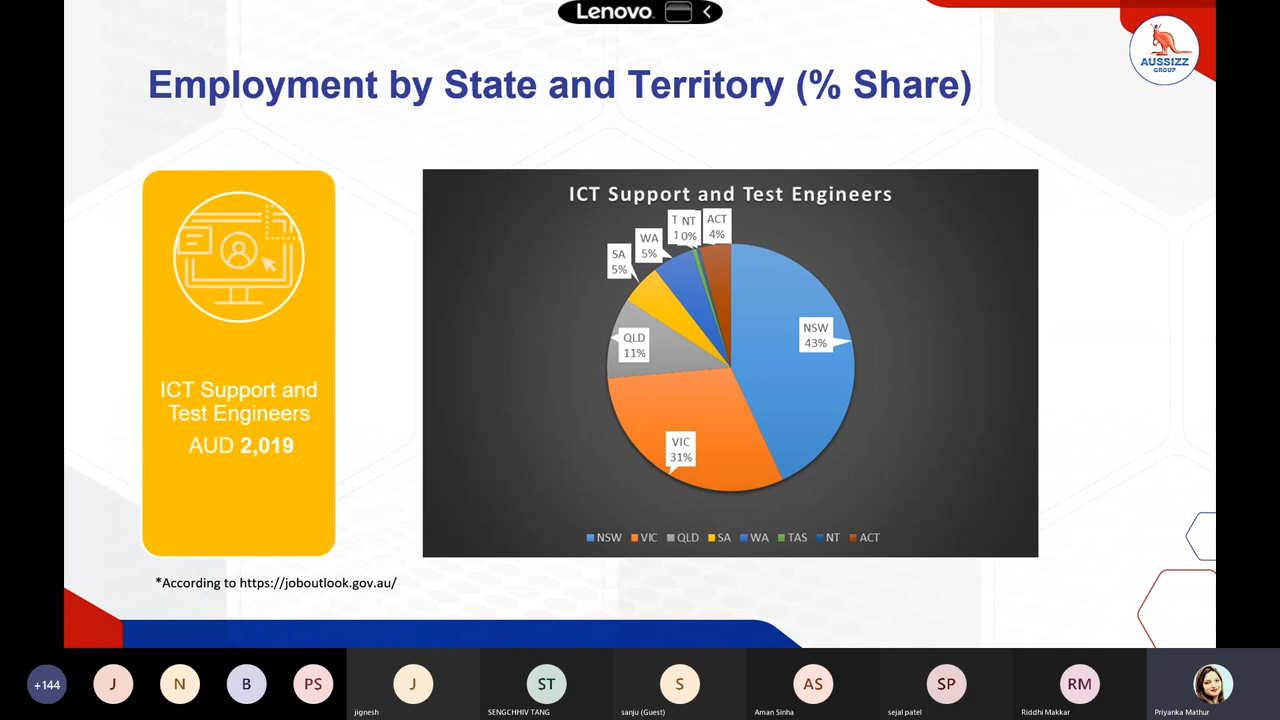 Lenovo
Employment by State and Territory (% Share)
AUSSIZZ
GROUP
ICT Support and
Test Engineers
AUD 2,019
ICT Support and Test Engineers
NSW
43%
VIC
31%
QLD
11%
SA
5%
WA
5%
NT
0%
ACT
4%
NSW VIC QLD SA WA TAS NT ACT
*According to https://joboutlook.gov.au/
+144
J
N
B
PS
J
jignesh
ST
SENGCHHIV TANG
S
sanju (Guest)
AS
Aman Sinha
SP
sejal patel
RM
Riddhi Makkar
Priyanka Mathur